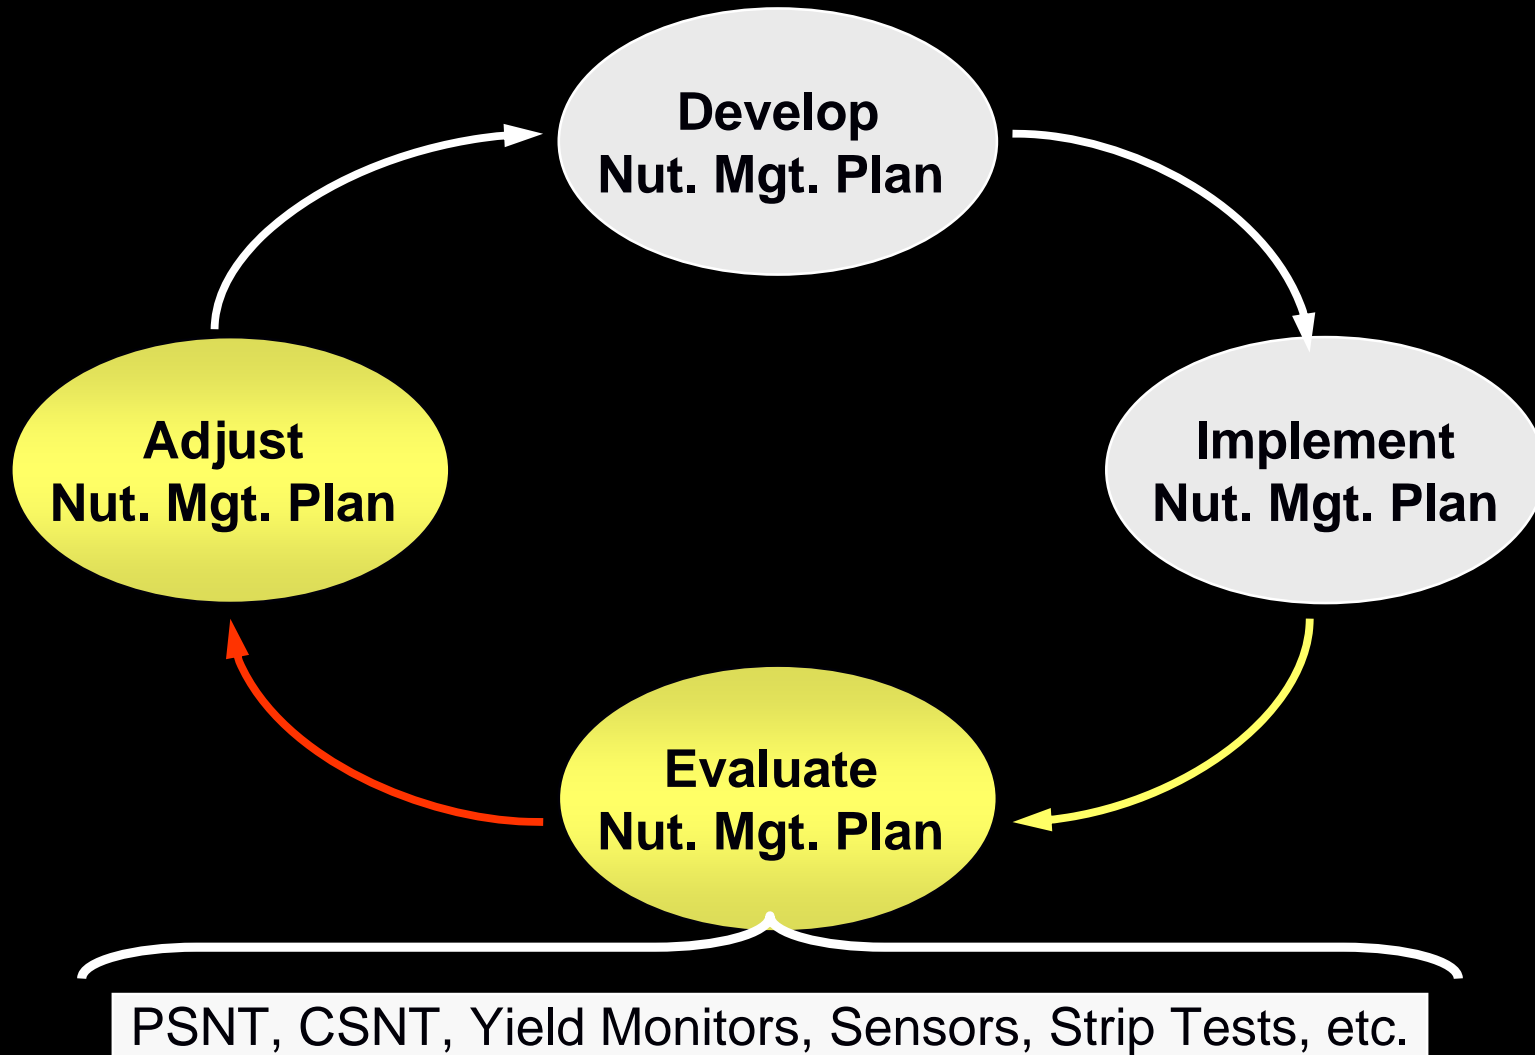 Develop
Nut. Mgt. Plan
Adjust
Nut. Mgt. Plan
Implement
Nut. Mgt. Plan
Evaluate
Nut. Mgt. Plan
PSNT, CSNT, Yield Monitors, Sensors, Strip Tests, etc.